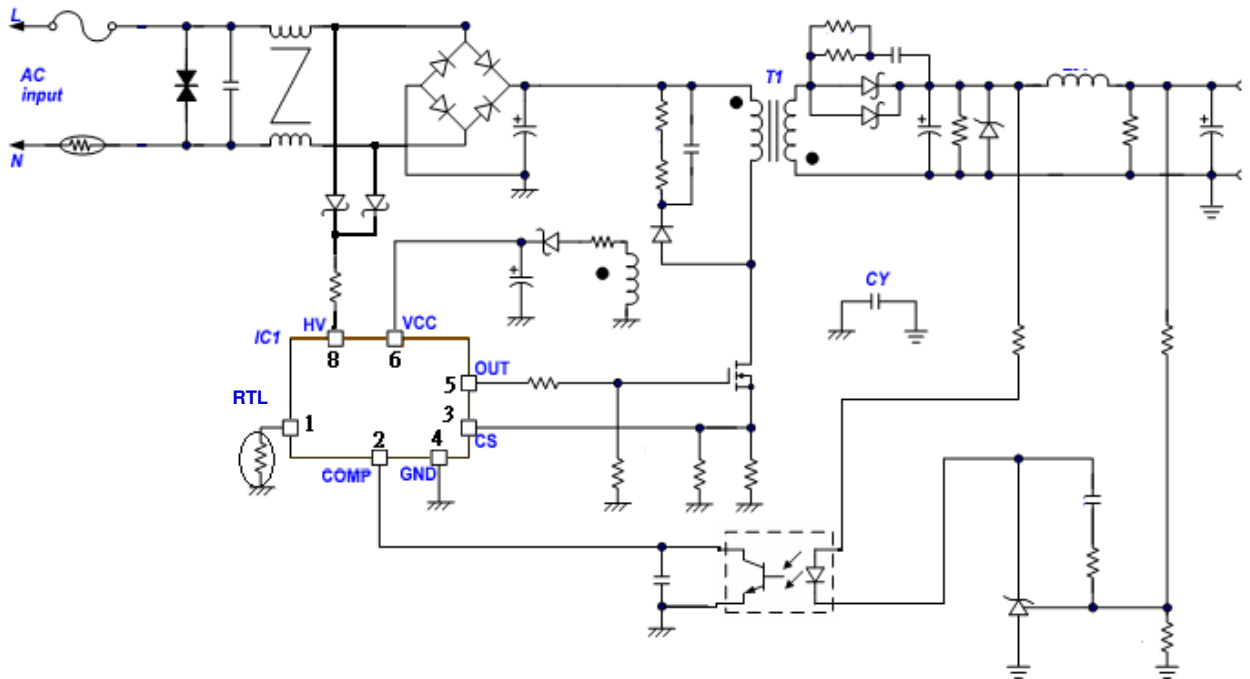 L
AC
input
N
T1
CY
IC1
HV
VCC
8
6
OUT
5
RTL
1
3
CS
2
4
COMP
GND
+
+
+
+